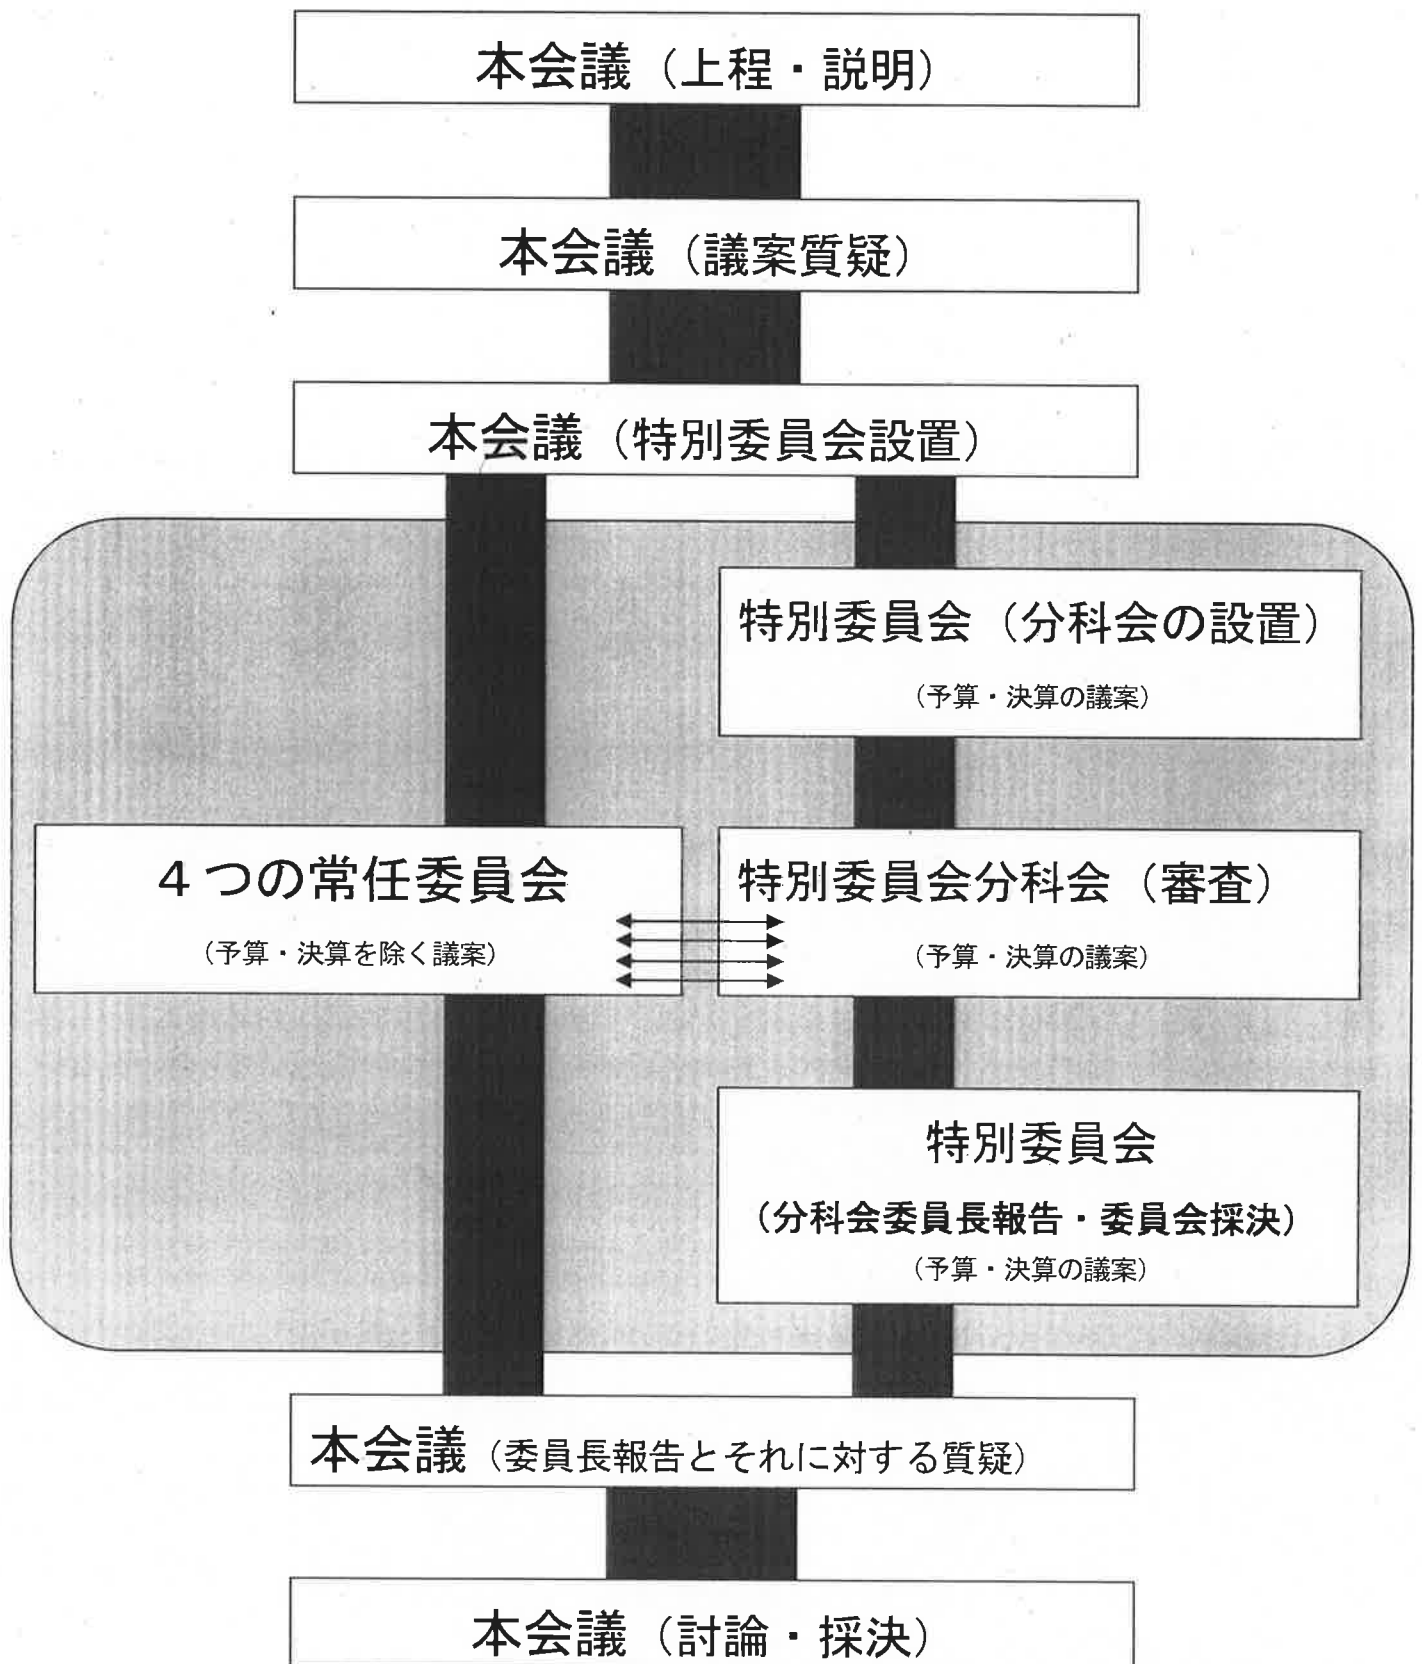 本会議（上程・説明）
本会議（議案質疑）
本会議（特別委員会設置）
特別委員会（分科会の設置）
（予算・決算の議案）
４つの常任委員会
（予算・決算を除く議案）
特別委員会分科会（審査）
（予算・決算の議案）
特別委員会
（分科会委員長報告・委員会採決）
（予算・決算の議案）
本会議（委員長報告とそれに対する質疑）
本会議（討論・採決）